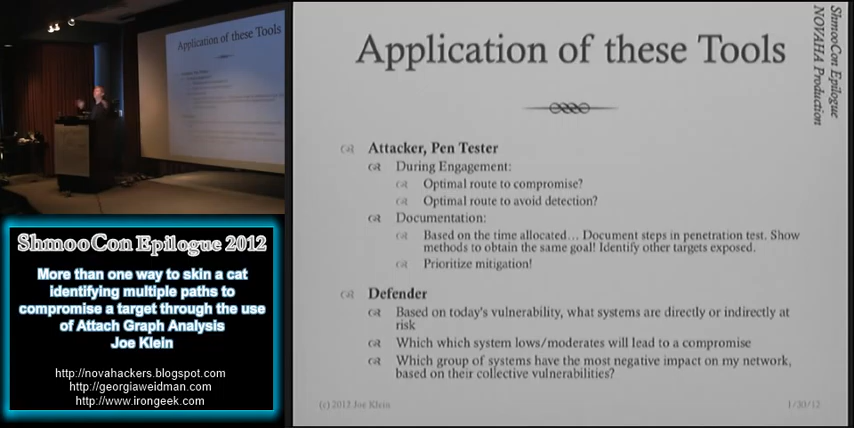 Application of these Tools
ShmooCon Epilogue 2012
More than one way to skin a cat
identifying multiple paths to
compromise a target through the use
of Attach Graph Analysis
Joe Klein
http://novahackers.blogspot.com
http://georgiaweidman.com
http://www.irongeek.com
Application of these Tools
Attacker, Pen Tester
During Engagement:
Optimal route to compromise?
Optimal route to avoid detection?
Documentation:
Based on the time allocated... Document steps in penetration test. Show
methods to obtain the same goal! Identify other targets exposed.
Prioritize mitigation!
Defender
Based on today's vulnerability, what systems are directly or indirectly at
risk
Which which system lows/moderates will lead to a compromise
Which group of systems have the most negative impact on my network,
based on their collective vulnerabilities?
(c) 2012 Joe Klein
1/30/12
ShmooCon Epilogue
NOVAHA Production